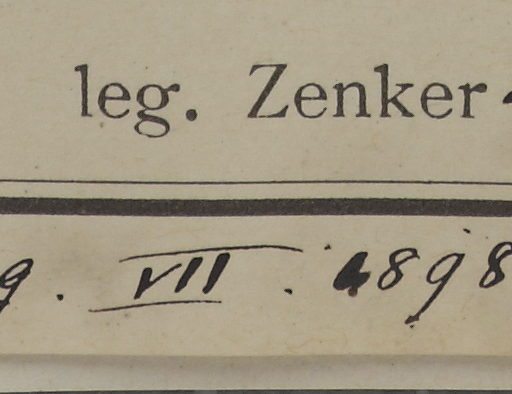 leg. Zenker
9. VII. 1898